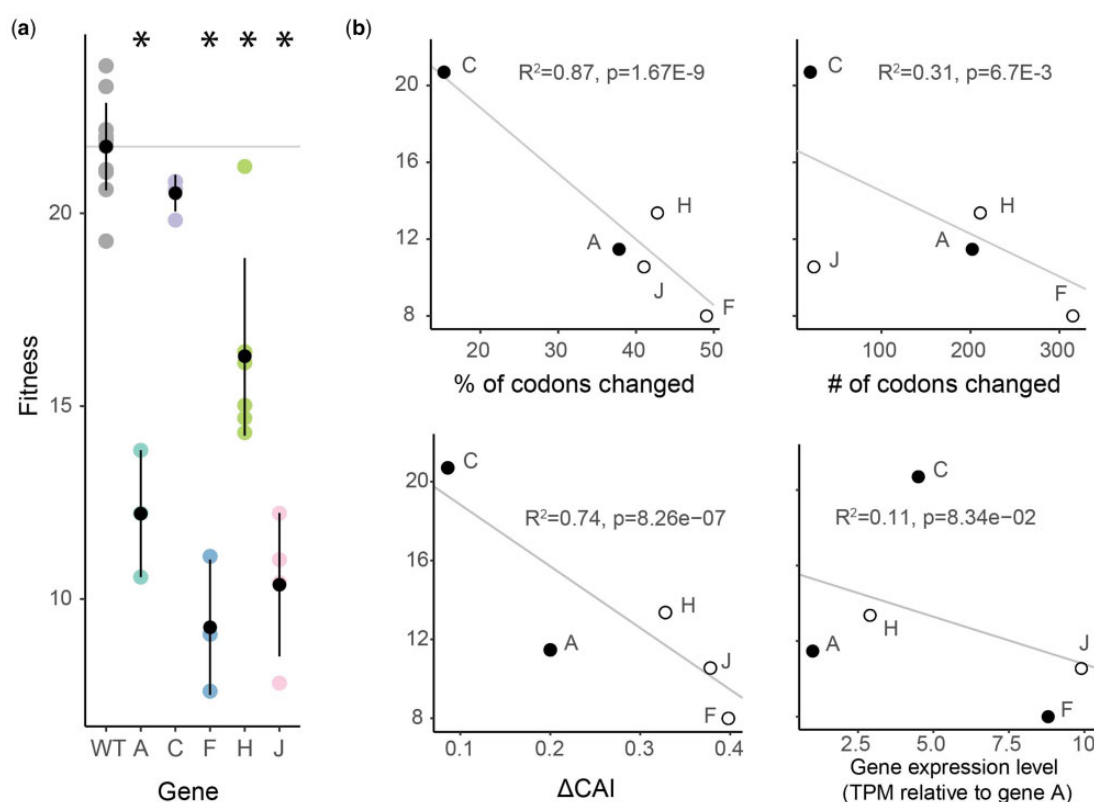 (a)
* * * *
Fitness
20
15
10
WT A C F H J
Gene
(b)
C
R²=0.87, p=1.67E-9
H
A
J
F
20
16
12
8
20 30 40 50
% of codons changed
C
R²=0.31, p=6.7E-3
H
A
J
F
100 200 300
# of codons changed
C
R²=0.74, p=8.26e−07
H
A
J
F
20
16
12
8
0.1 0.2 0.3 0.4
ΔCAI
C
R²=0.11, p=8.34e−02
H
J
A
F
2.5 5.0 7.5 10
Gene expression level
(TPM relative to gene A)